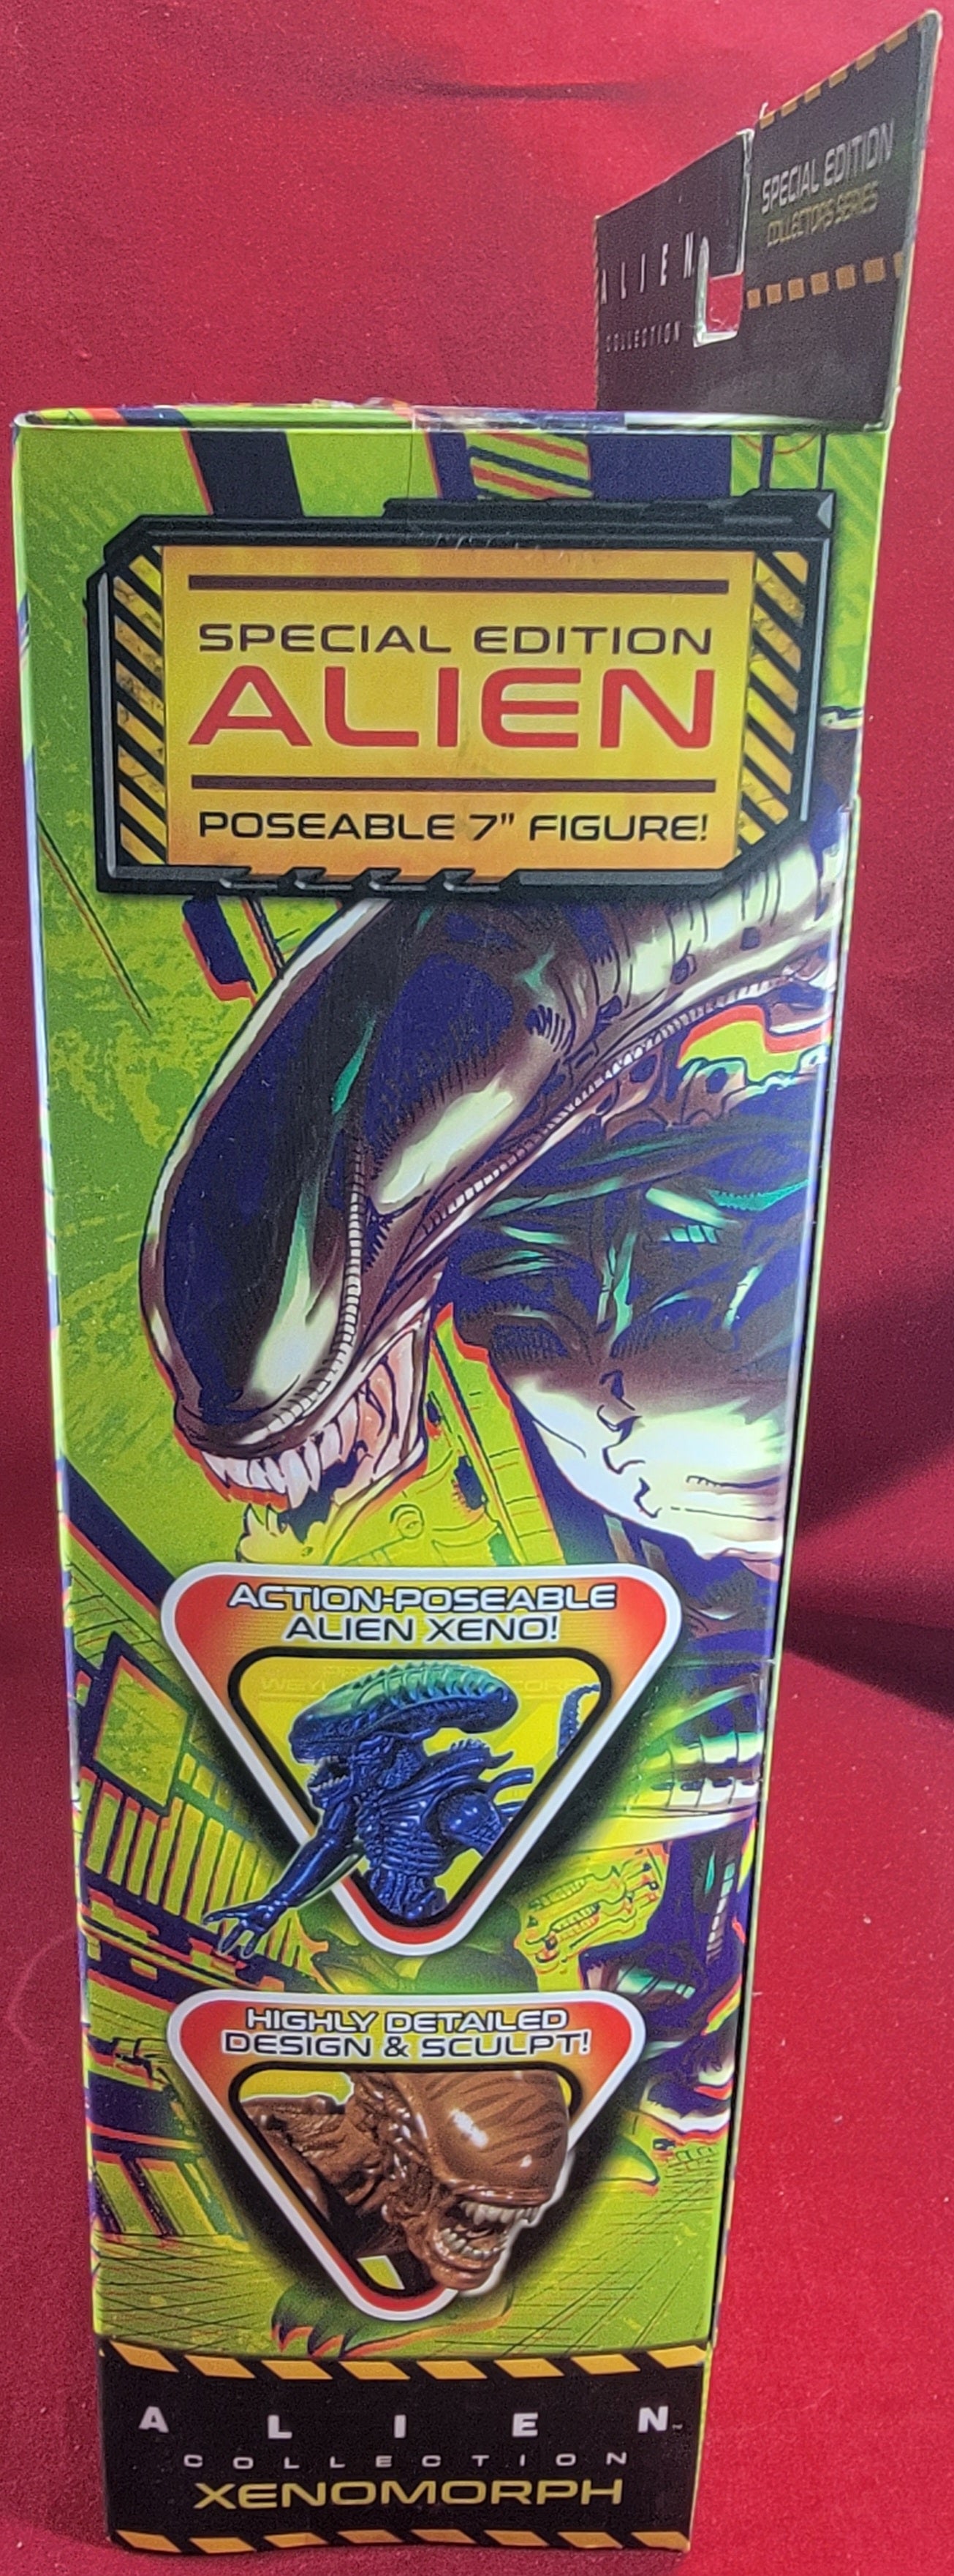 ALIEN
COLLECTION
SPECIAL EDITION
COLLECTORS SERIES
SPECIAL EDITION
ALIEN
POSEABLE 7" FIGURE!
ACTION-POSEABLE
ALIEN XENO!
HIGHLY DETAILED
DESIGN & SCULPT!
ALIEN™
COLLECTION
XENOMORPH